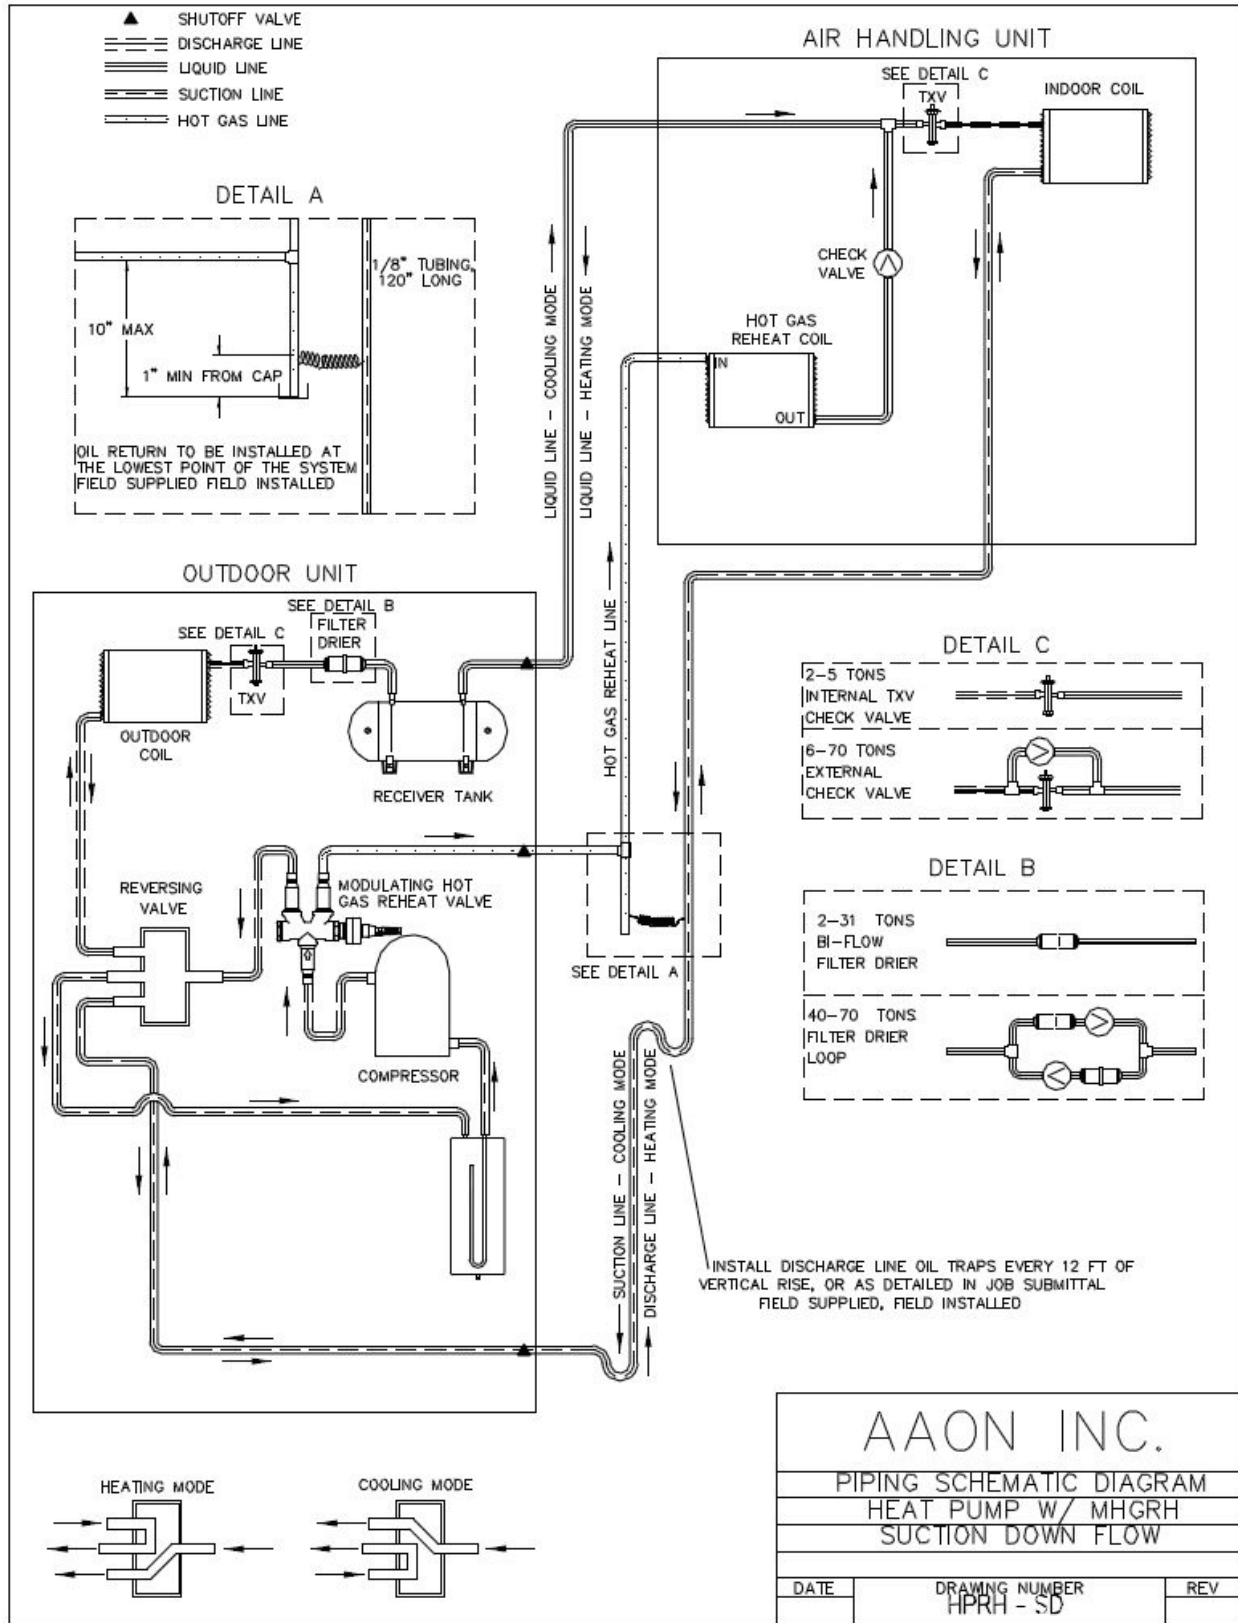 SHUTOFF VALVE
DISCHARGE LINE
LIQUID LINE
SUCTION LINE
HOT GAS LINE
DETAIL A
1/8" TUBING,
120" LONG
10" MAX
1" MIN FROM CAP
OIL RETURN TO BE INSTALLED AT
THE LOWEST POINT OF THE SYSTEM
FIELD SUPPLIED FIELD INSTALLED
AIR HANDLING UNIT
SEE DETAIL C
TXV
INDOOR COIL
CHECK
VALVE
HOT GAS
REHEAT COIL
IN
OUT
LIQUID LINE - COOLING MODE
LIQUID LINE - HEATING MODE
HOT GAS REHEAT LINE
OUTDOOR UNIT
SEE DETAIL B
FILTER
DRIER
SEE DETAIL C
TXV
OUTDOOR
COIL
RECEIVER TANK
REVERSING
VALVE
MODULATING HOT
GAS REHEAT VALVE
COMPRESSOR
SEE DETAIL A
SUCTION LINE - COOLING MODE
DISCHARGE LINE - HEATING MODE
DETAIL C
2-5 TONS
INTERNAL TXV
CHECK VALVE
6-70 TONS
EXTERNAL
CHECK VALVE
DETAIL B
2-31 TONS
BI-FLOW
FILTER DRIER
40-70 TONS
FILTER DRIER
LOOP
INSTALL DISCHARGE LINE OIL TRAPS EVERY 12 FT OF
VERTICAL RISE, OR AS DETAILED IN JOB SUBMITTAL
FIELD SUPPLIED, FIELD INSTALLED
HEATING MODE
COOLING MODE
AAON INC.
PIPING SCHEMATIC DIAGRAM
HEAT PUMP W/ MHGRH
SUCTION DOWN FLOW
DATE
DRAWING NUMBER
HPRH - SD
REV